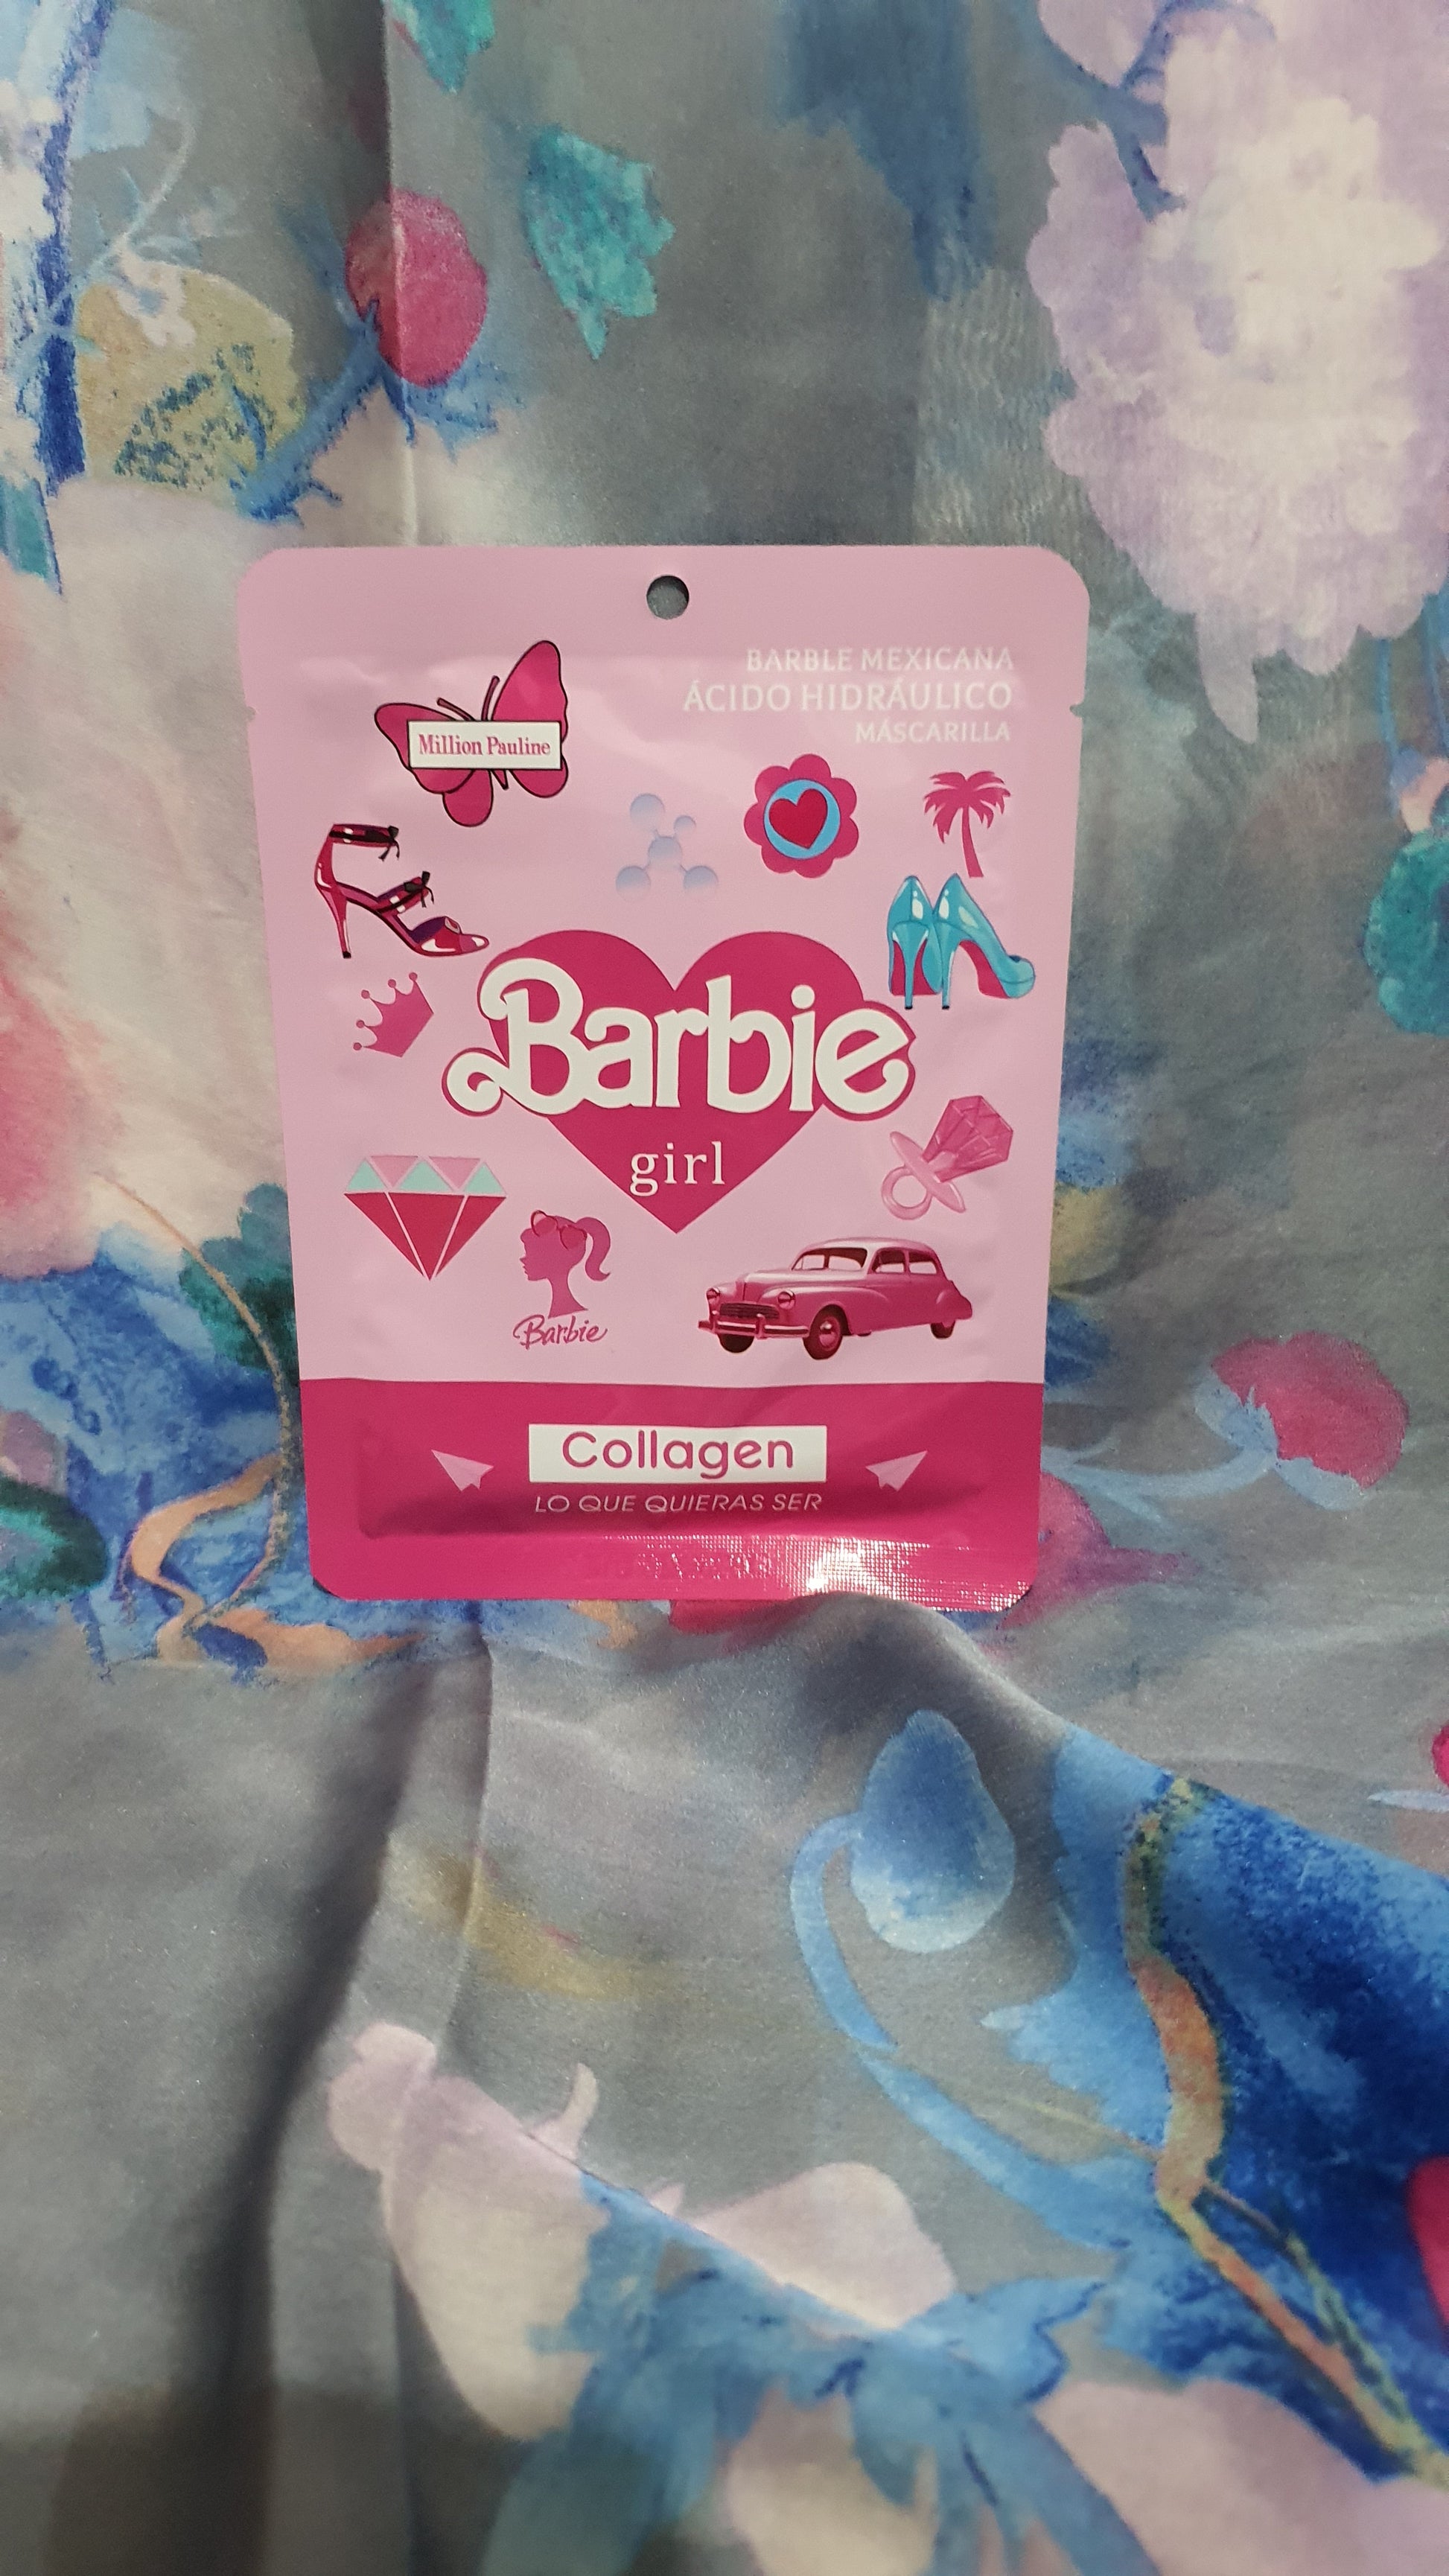 BARBLE MEXICANA
ÁCIDO HIDRÁULICO
MÁSCARILLA
Million Pauline
Barbie
girl
Barbie
Collagen
LO QUE QUIERAS SER